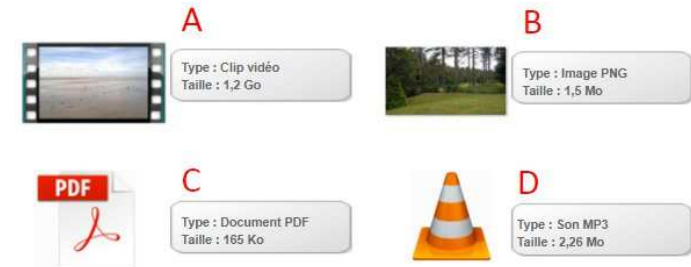 A
Type : Clip vidéo
Taille : 1,2 Go
B
Type : Image PNG
Taille : 1,5 Mo
PDF
C
Type : Document PDF
Taille : 165 Ko
D
Type : Son MP3
Taille : 2,26 Mo